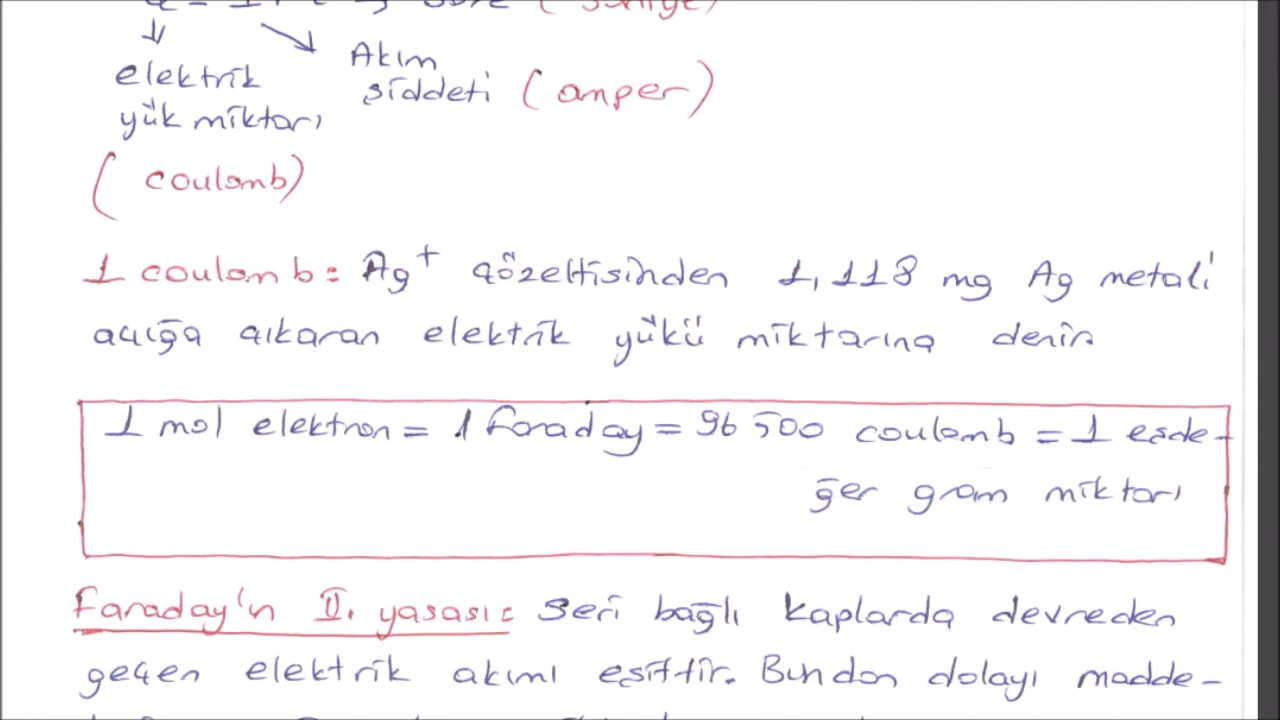 (saniye)
Akım
elektrik şiddeti (amper)
yük miktarı
(coulomb)
1 coulomb: Ag⁺ çözeltisinden 1,118 mg Ag metali
açığa çıkaran elektrik yükü miktarına denir
1 mol elektron = 1 faraday = 96 500 coulomb = 1 eşde-
ğer gram miktarı
Faraday'ın II. yasası: Seri bağlı kaplarda devreden
geçen elektrik akımı eşittir. Bundan dolayı madde-